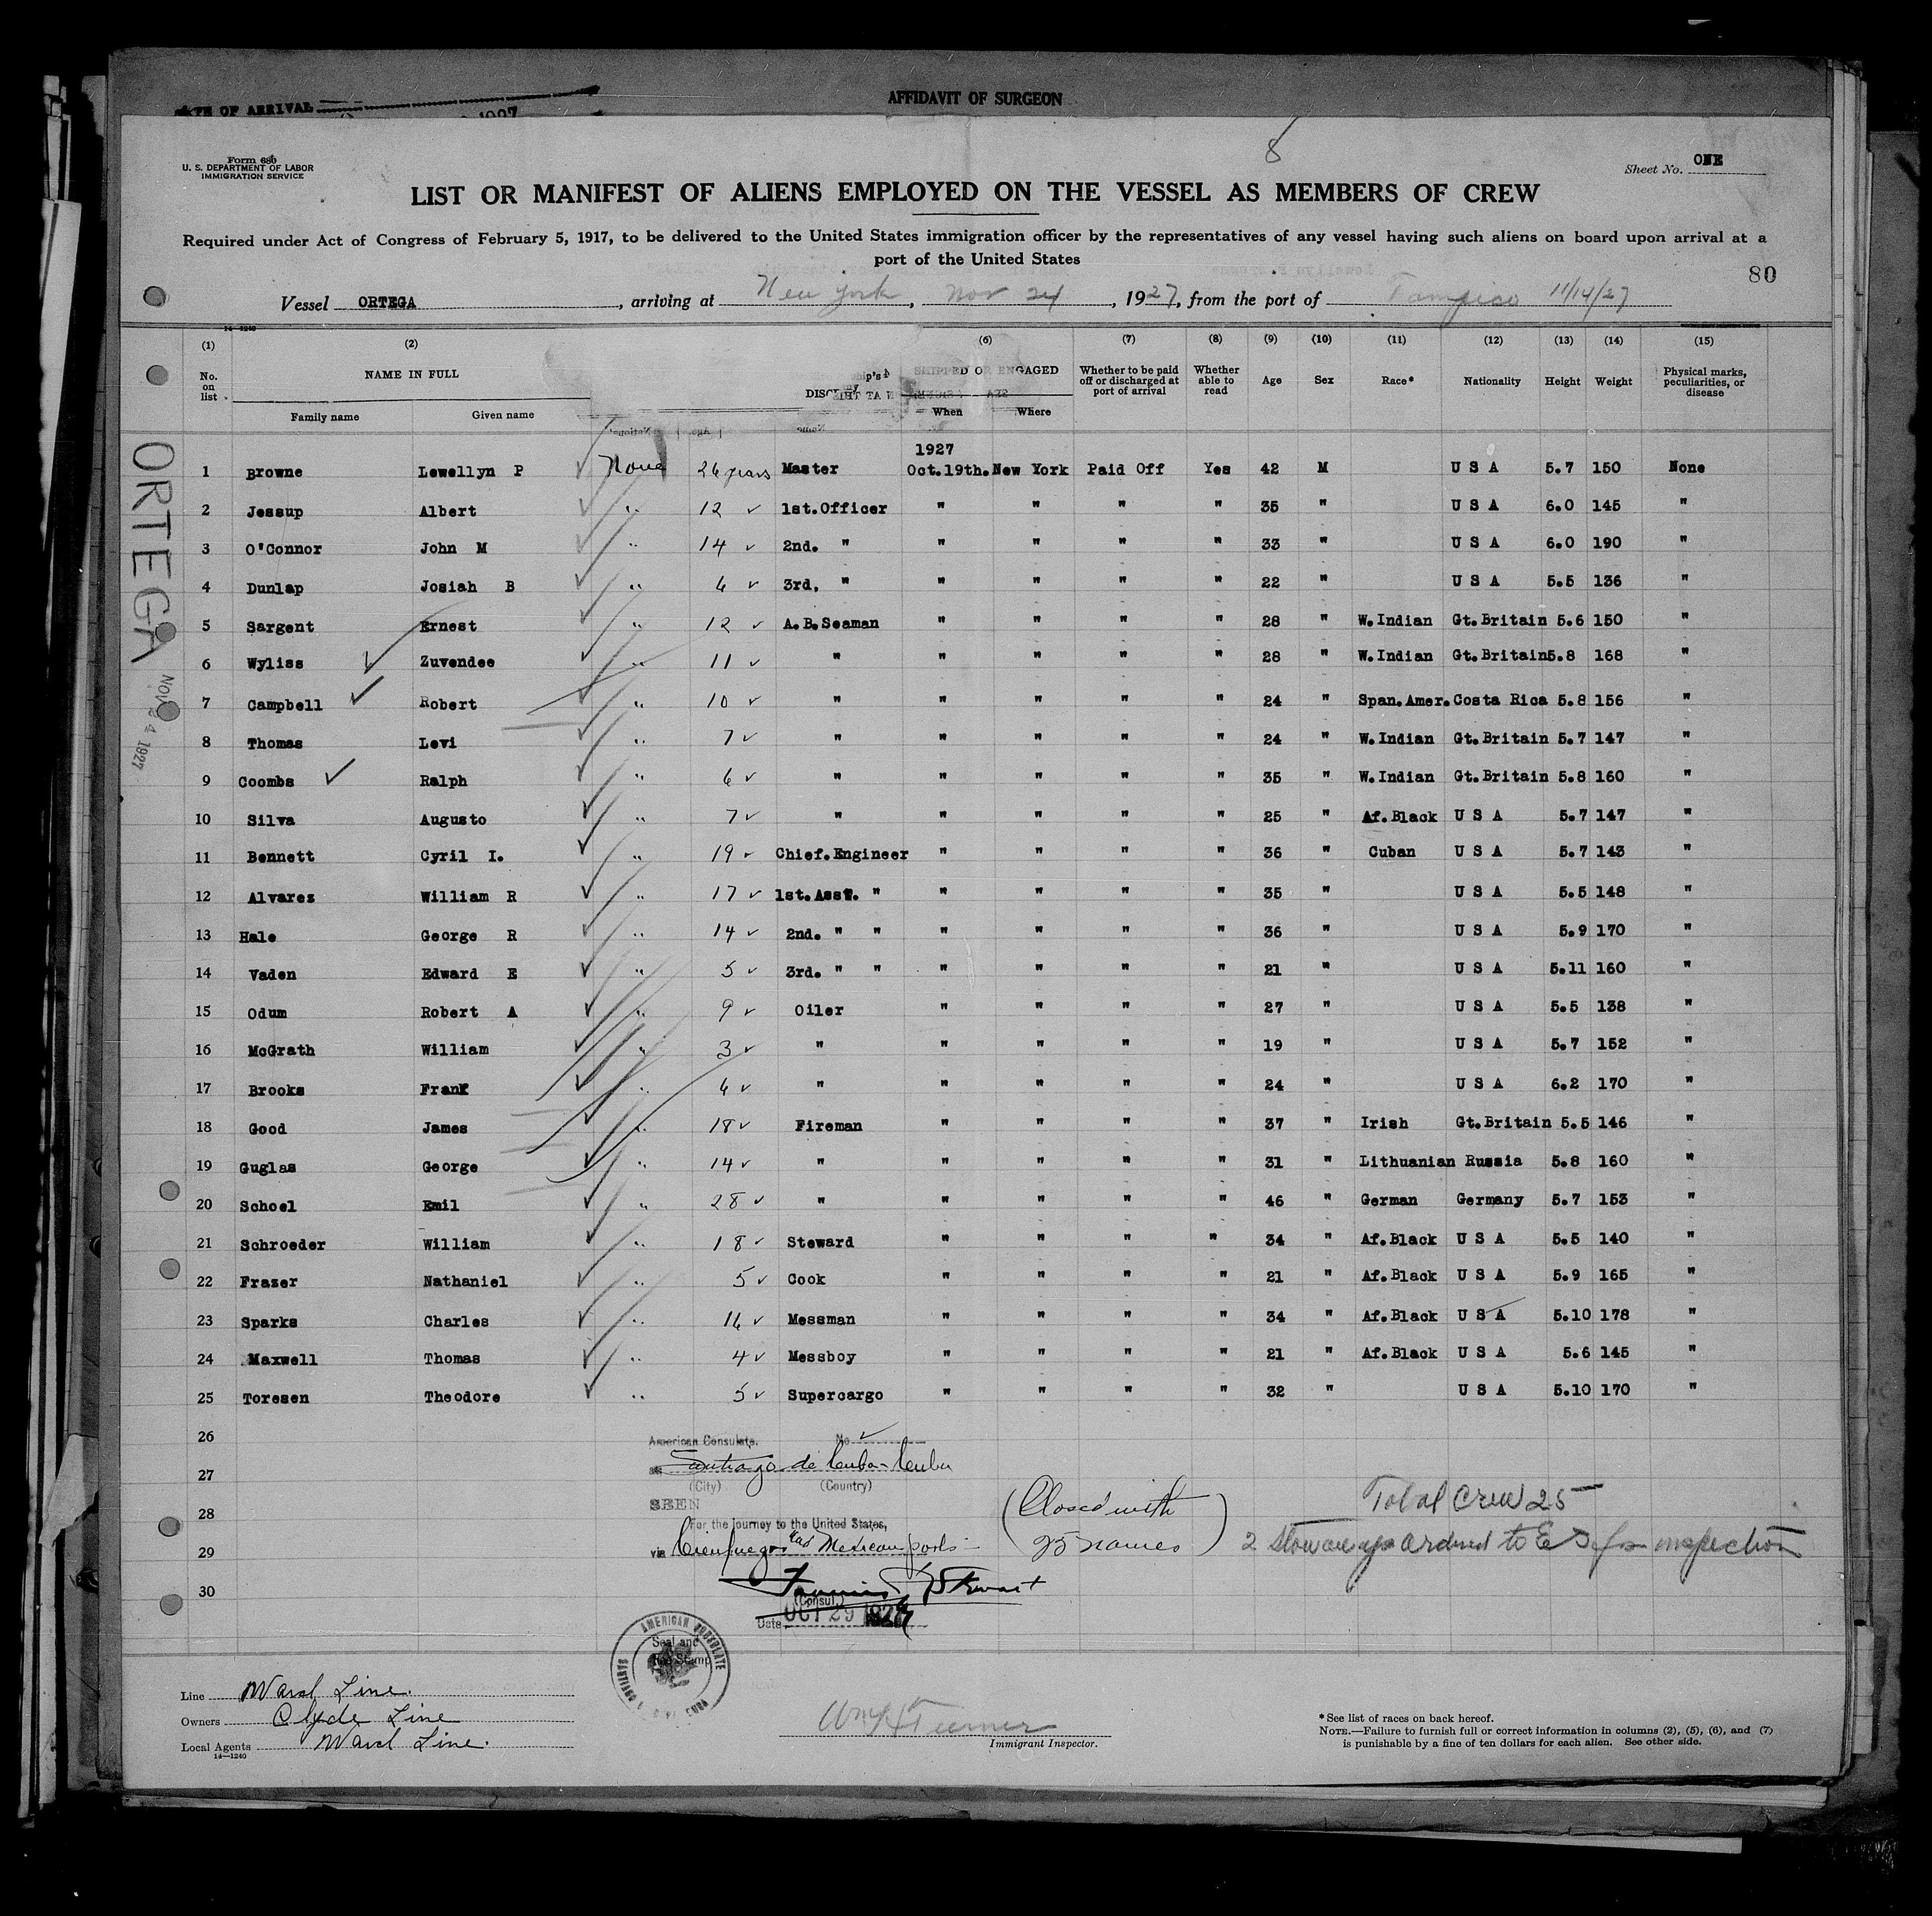 DATE OF ARRIVAL
AFFIDAVIT OF SURGEON
8
Form 680
U. S. DEPARTMENT OF LABOR
IMMIGRATION SERVICE
Sheet No. ONE
LIST OR MANIFEST OF ALIENS EMPLOYED ON THE VESSEL AS MEMBERS OF CREW
Required under Act of Congress of February 5, 1917, to be delivered to the United States immigration officer by the representatives of any vessel having such aliens on board upon arrival at a
port of the United States
80
Vessel ORTEGA, arriving at New York, Nov 24, 1927, from the port of Tampico 11/14/27
14—1240
(1) (2) (6) (7) (8) (9) (10) (11) (12) (13) (14) (15)
No. on list NAME IN FULL Family name Given name SHIPPED OR ENGAGED When Where Whether to be paid off or discharged at port of arrival Whether able to read Age Sex Race* Nationality Height Weight Physical marks, peculiarities, or disease
ORTEGA
NOV 24 1927
1927
1 Browne Lewellyn P None 26 years Master Oct.19th. New York Paid Off Yes 42 M U S A 5.7 150 None
2 Jessup Albert " 12 1st.Officer " " " " 35 " U S A 6.0 145 "
3 O'Connor John M " 14 2nd. " " " " " 33 " U S A 6.0 190 "
4 Dunlap Josiah B " 6 3rd, " " " " " 22 " U S A 5.5 136 "
5 Sargent Ernest " 12 A.B.Seaman " " " " 28 " W.Indian Gt.Britain 5.6 150 "
6 Wyliss Zuvendee " 11 " " " " " 28 " W.Indian Gt.Britain 5.8 168 "
7 Campbell Robert " 10 " " " " " 24 " Span.Amer. Costa Rica 5.8 156 "
8 Thomas Levi " 7 " " " " " 24 " W.Indian Gt.Britain 5.7 147 "
9 Coombs Ralph " 6 " " " " " 35 " W.Indian Gt.Britain 5.8 160 "
10 Silva Augusto " 7 " " " " " 25 " Af.Black U S A 5.7 147 "
11 Bennett Cyril I. " 19 Chief.Engineer " " " " 36 " Cuban U S A 5.7 143 "
12 Alvarez William R " 17 1st.Asst. " " " " " 35 " U S A 5.5 148 "
13 Hale George R " 14 2nd. " " " " " " 36 " U S A 5.9 170 "
14 Vaden Edward E " 5 3rd. " " " " " " 21 " U S A 5.11 160 "
15 Odum Robert A " 9 Oiler " " " " 27 " U S A 5.5 138 "
16 McGrath William " 3 " " " " " 19 " U S A 5.7 152 "
17 Brooks Frank " 6 " " " " " 24 " U S A 6.2 170 "
18 Good James " 18 Fireman " " " " 37 " Irish Gt.Britain 5.5 146 "
19 Guglas George " 14 " " " " " 31 " Lithuanian Russia 5.8 160 "
20 Schoel Emil " 28 " " " " " 46 " German Germany 5.7 153 "
21 Schroeder William " 18 Steward " " " " 34 " Af.Black U S A 5.5 140 "
22 Frazer Nathaniel " 5 Cook " " " " 21 " Af.Black U S A 5.9 165 "
23 Sparks Charles " 16 Messman " " " " 34 " Af.Black U S A 5.10 178 "
24 Maxwell Thomas " 4 Messboy " " " " 21 " Af.Black U S A 5.6 145 "
25 Toresen Theodore " 5 Supercargo " " " " 32 " U S A 5.10 170 "
26
27
28
29
30
American Consulate. No
at Santiago de Cuba - Cuba
(City) (Country)
SEEN
For the journey to the United States,
via Cienfuegos and Mexican ports
(Closed with
25 names)
Total Crew 25
2 Stowaways ordered to E I for inspection
(Consul)
Date OCT 29 1927
Seal and
Fee Stamp
AMERICAN CONSULATE
SANTIAGO DE CUBA
Line Ward Line.
Owners Clyde Line
Local Agents Ward Line.
14—1240
Wm H Turner
Immigrant Inspector.
*See list of races on back hereof.
NOTE.—Failure to furnish full or correct information in columns (2), (5), (6), and (7)
is punishable by a fine of ten dollars for each alien. See other side.